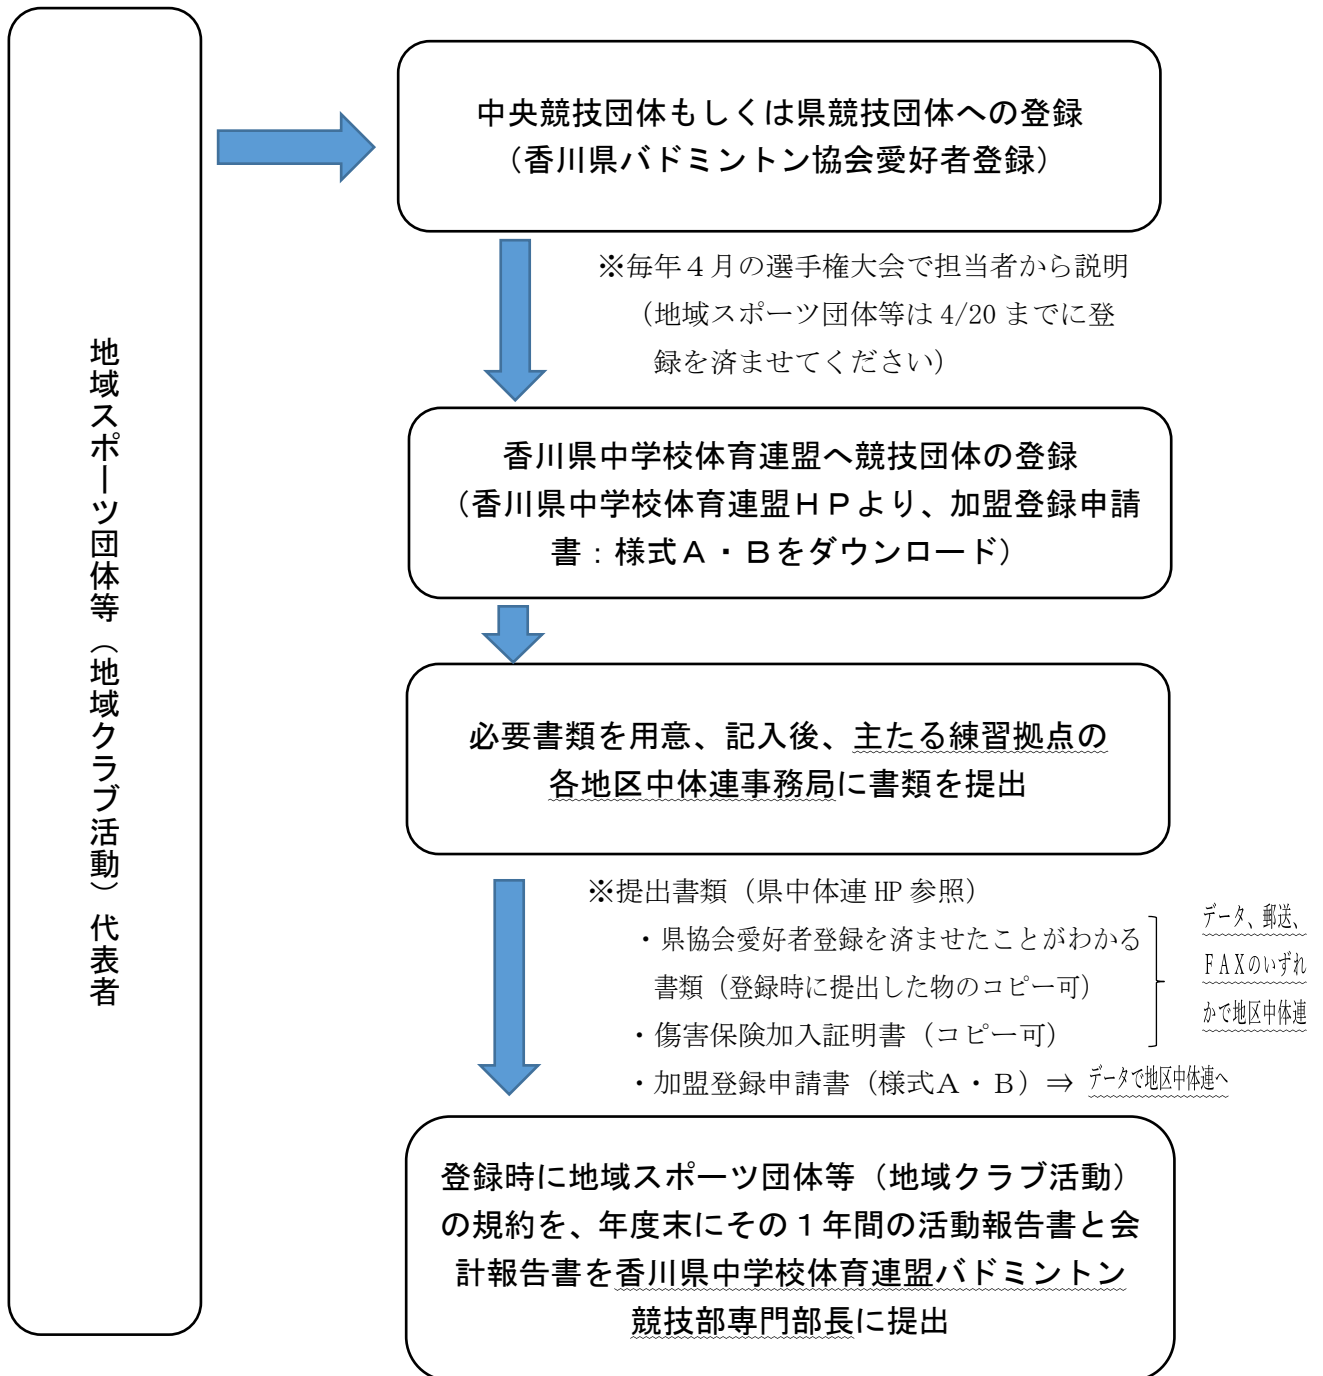 地域スポーツ団体等（地域クラブ活動）代表者
中央競技団体もしくは県競技団体への登録
（香川県バドミントン協会愛好者登録）
※毎年４月の選手権大会で担当者から説明
（地域スポーツ団体等は 4/20 までに登
録を済ませてください）
香川県中学校体育連盟へ競技団体の登録
（香川県中学校体育連盟ＨＰより、加盟登録申請
書：様式Ａ・Ｂをダウンロード）
必要書類を用意、記入後、主たる練習拠点の
各地区中体連事務局に書類を提出
※提出書類（県中体連 HP 参照）
・県協会愛好者登録を済ませたことがわかる
書類（登録時に提出した物のコピー可）
・傷害保険加入証明書（コピー可）
データ、郵送、
ＦＡＸのいずれ
かで地区中体連
・加盟登録申請書（様式Ａ・Ｂ）⇒ データで地区中体連へ
登録時に地域スポーツ団体等（地域クラブ活動）
の規約を、年度末にその１年間の活動報告書と会
計報告書を香川県中学校体育連盟バドミントン
競技部専門部長に提出